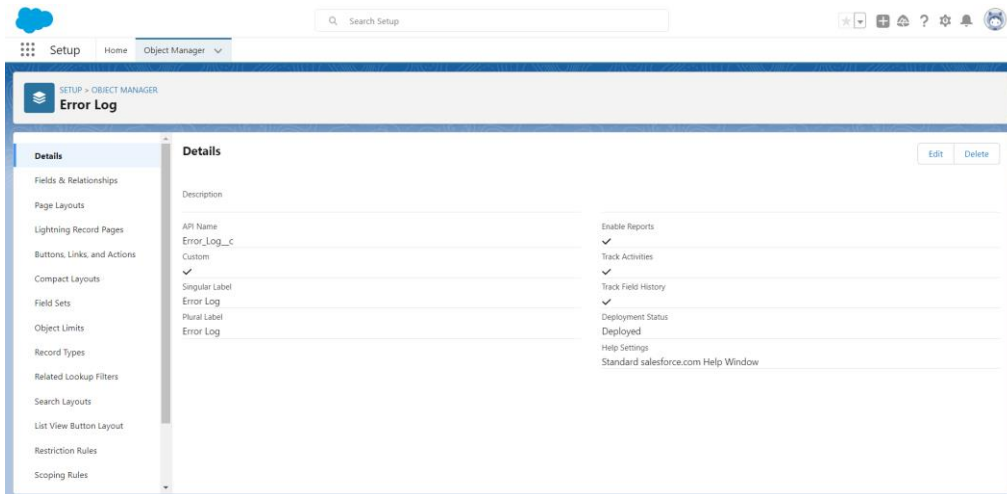 Search Setup
Setup Home Object Manager
SETUP > OBJECT MANAGER
Error Log
Details
Fields & Relationships
Page Layouts
Lightning Record Pages
Buttons, Links, and Actions
Compact Layouts
Field Sets
Object Limits
Record Types
Related Lookup Filters
Search Layouts
List View Button Layout
Restriction Rules
Scoping Rules
Details
Edit Delete
Description
API Name
Error_Log__c
Custom
Singular Label
Error Log
Plural Label
Error Log
Enable Reports
Track Activities
Track Field History
Deployment Status
Deployed
Help Settings
Standard salesforce.com Help Window